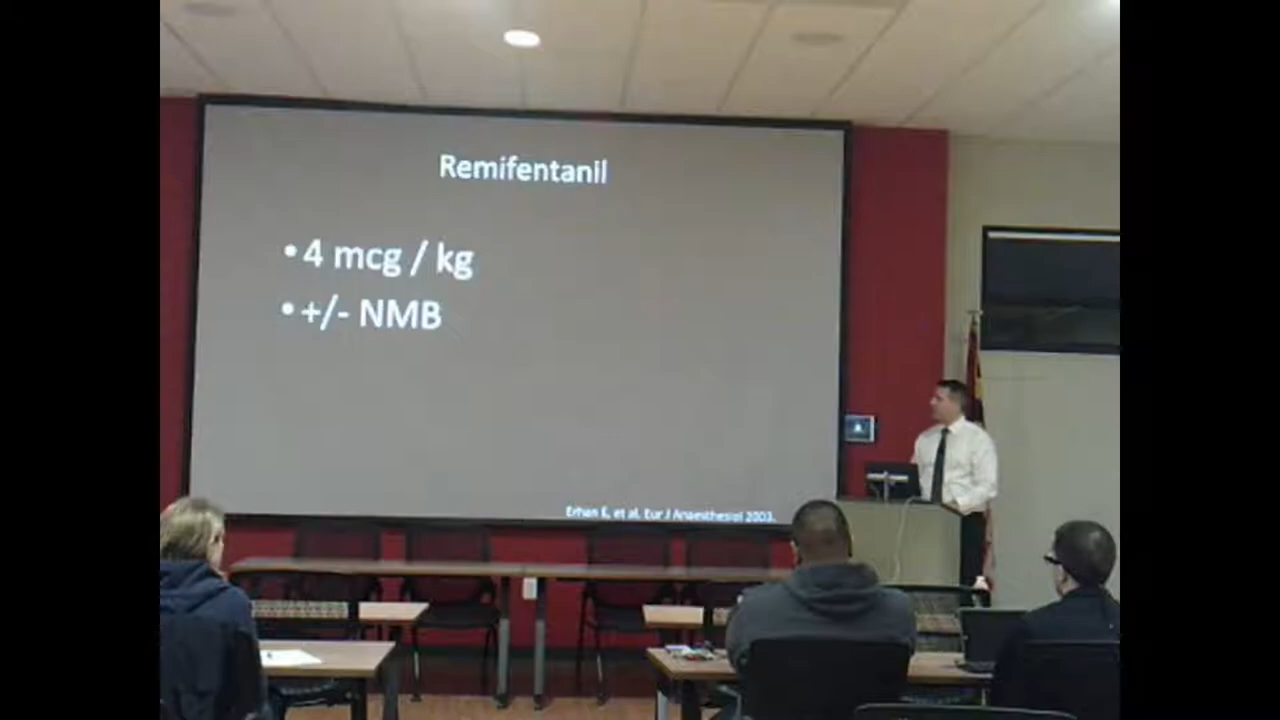 Remifentanil
• 4 mcg / kg
• +/- NMB
Erhan E, et al. Eur J Anaesthesiol 2003.